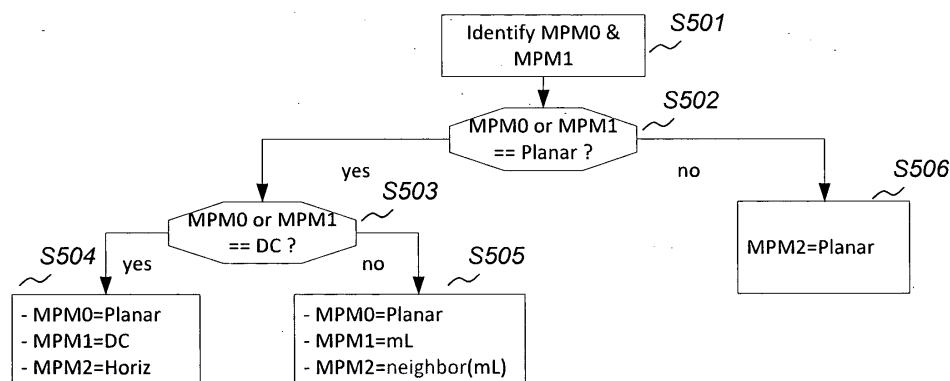 Identify MPM0 &
MPM1
S501
MPM0 or MPM1
== Planar ?
S502
yes
no
MPM0 or MPM1
== DC ?
S503
S506
MPM2=Planar
S504
yes
no
S505
- MPM0=Planar
- MPM1=DC
- MPM2=Horiz
- MPM0=Planar
- MPM1=mL
- MPM2=neighbor(mL)